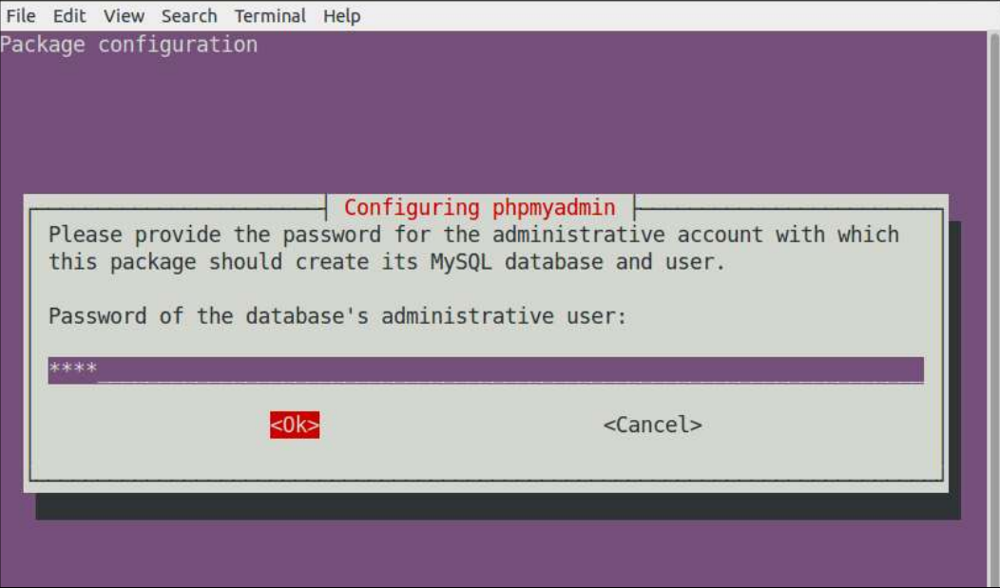 File Edit View Search Terminal Help
Package configuration
Configuring phpmyadmin
Please provide the password for the administrative account with which
this package should create its MySQL database and user.
Password of the database's administrative user:
****
<Ok> <Cancel>